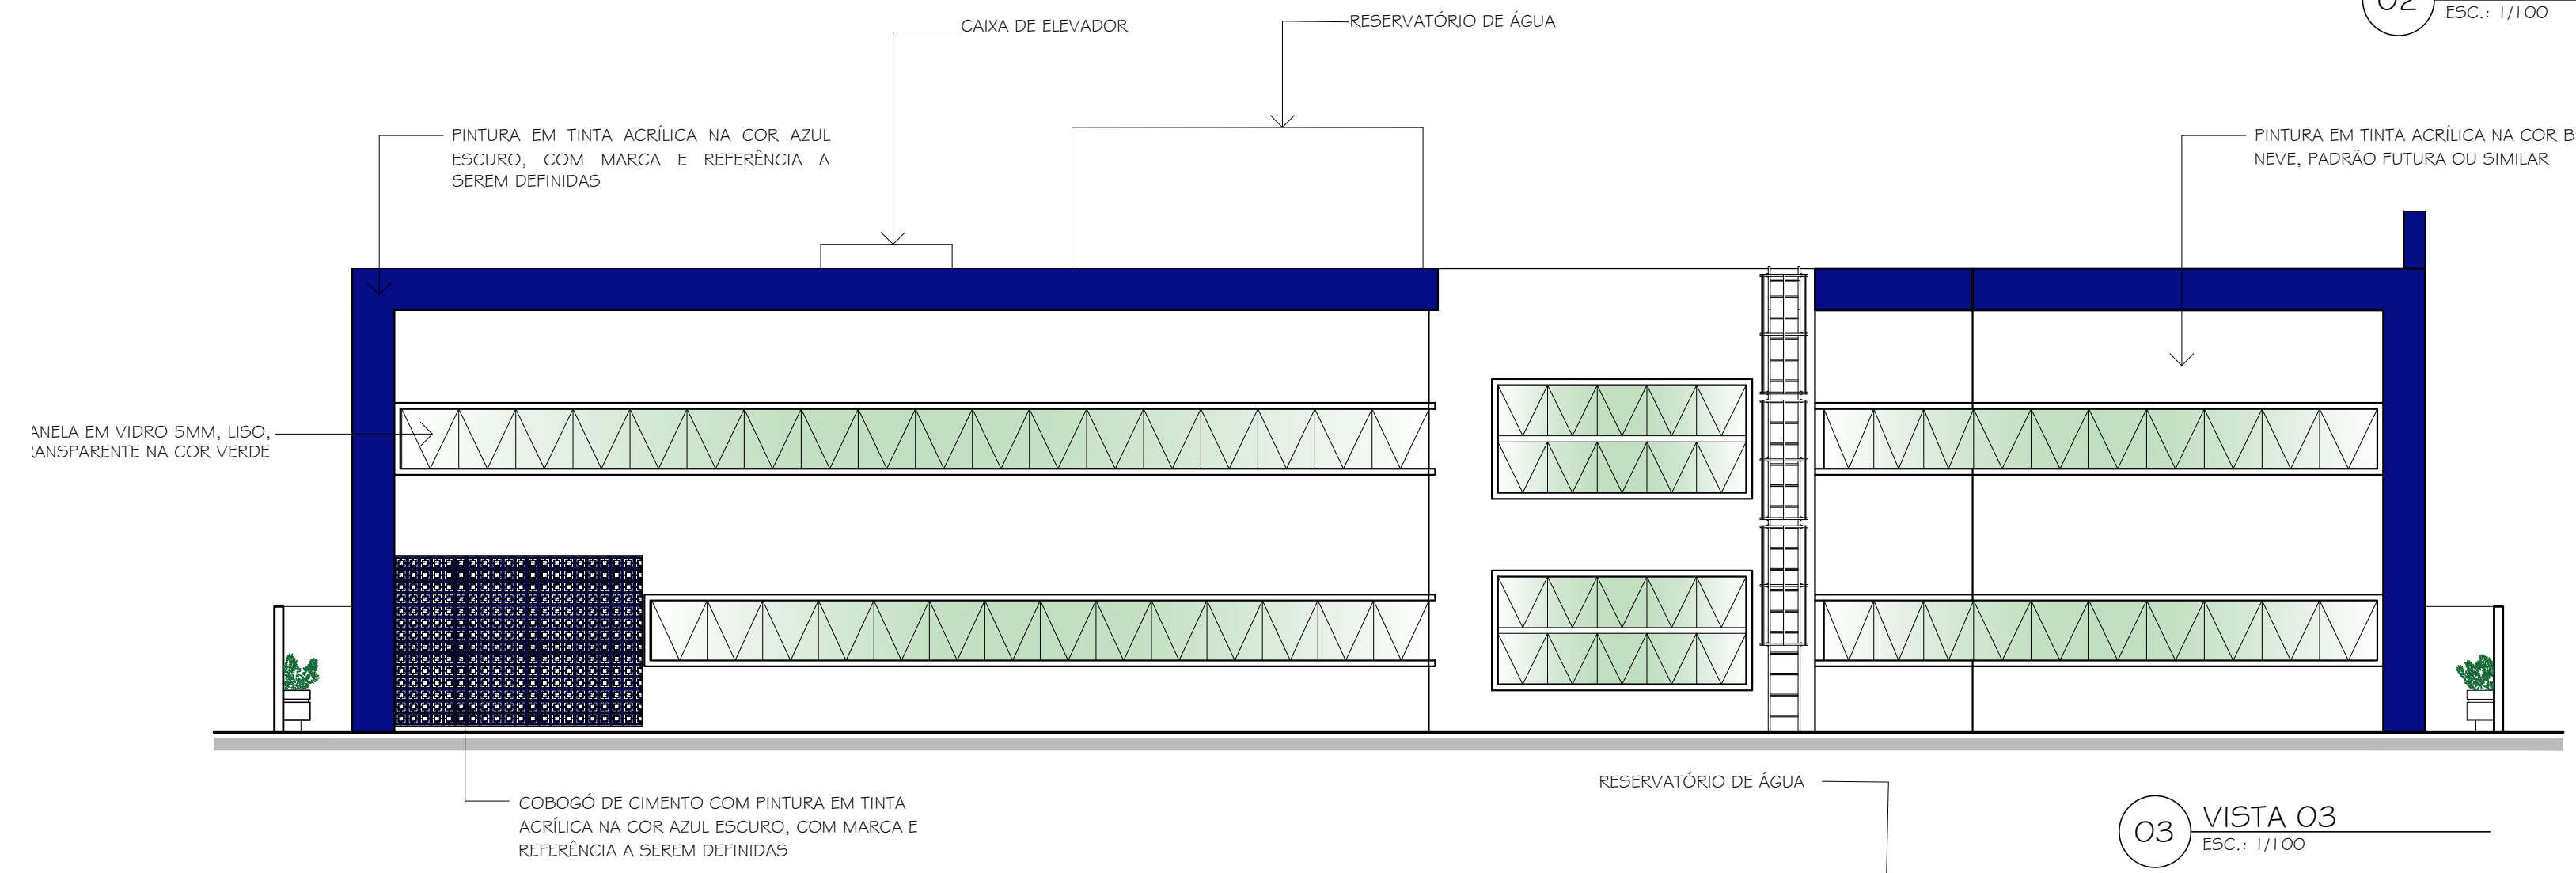 02
ESC.: 1/100
CAIXA DE ELEVADOR
RESERVATÓRIO DE ÁGUA
PINTURA EM TINTA ACRÍLICA NA COR AZUL
ESCURO, COM MARCA E REFERÊNCIA A
SEREM DEFINIDAS
PINTURA EM TINTA ACRÍLICA NA COR B
NEVE, PADRÃO FUTURA OU SIMILAR
ANELA EM VIDRO 5MM, LISO,
ANSPARENTE NA COR VERDE
COBOGÓ DE CIMENTO COM PINTURA EM TINTA
ACRÍLICA NA COR AZUL ESCURO, COM MARCA E
REFERÊNCIA A SEREM DEFINIDAS
RESERVATÓRIO DE ÁGUA
03
VISTA 03
ESC.: 1/100